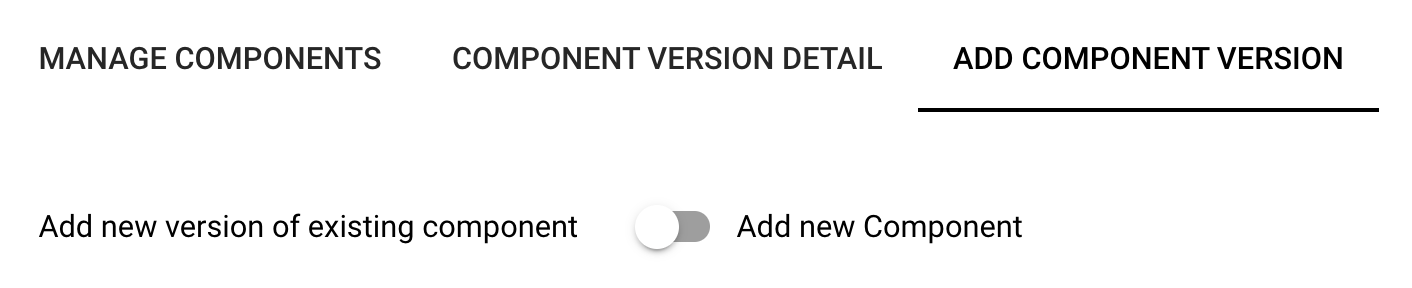 MANAGE COMPONENTS COMPONENT VERSION DETAIL ADD COMPONENT VERSION
Add new version of existing component Add new Component